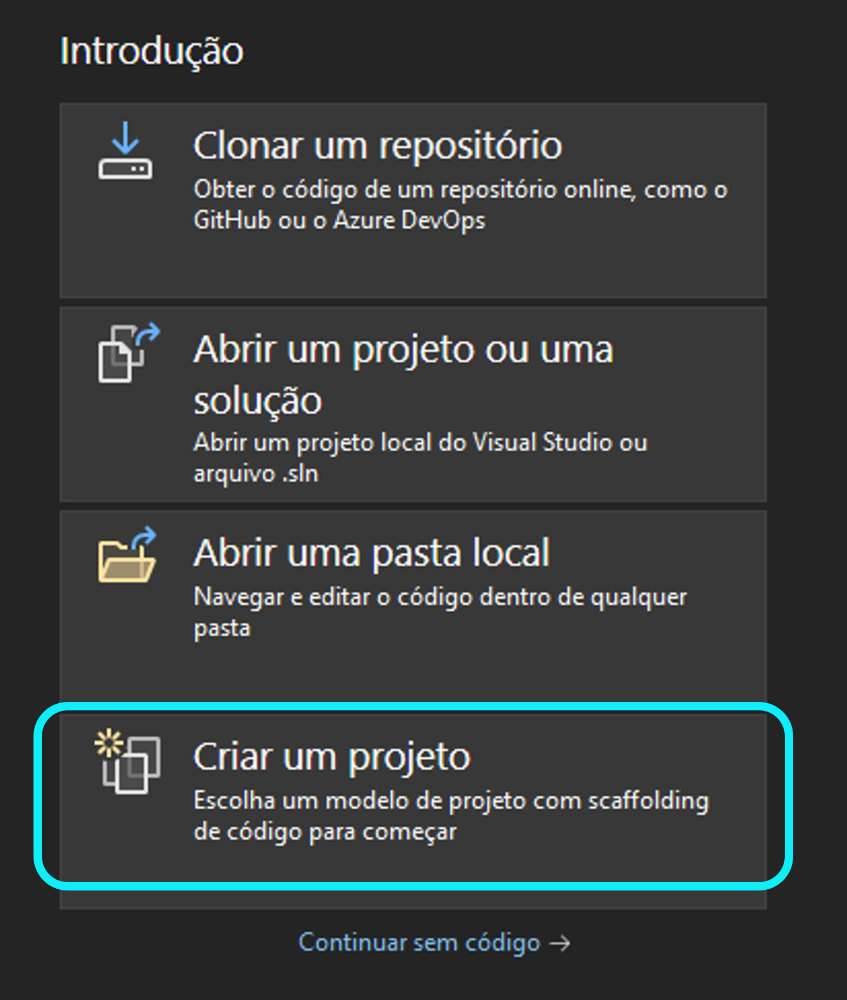 Introdução
Clonar um repositório
Obter o código de um repositório online, como o
GitHub ou o Azure DevOps
Abrir um projeto ou uma
solução
Abrir um projeto local do Visual Studio ou
arquivo .sln
Abrir uma pasta local
Navegar e editar o código dentro de qualquer
pasta
Criar um projeto
Escolha um modelo de projeto com scaffolding
de código para começar
Continuar sem código →